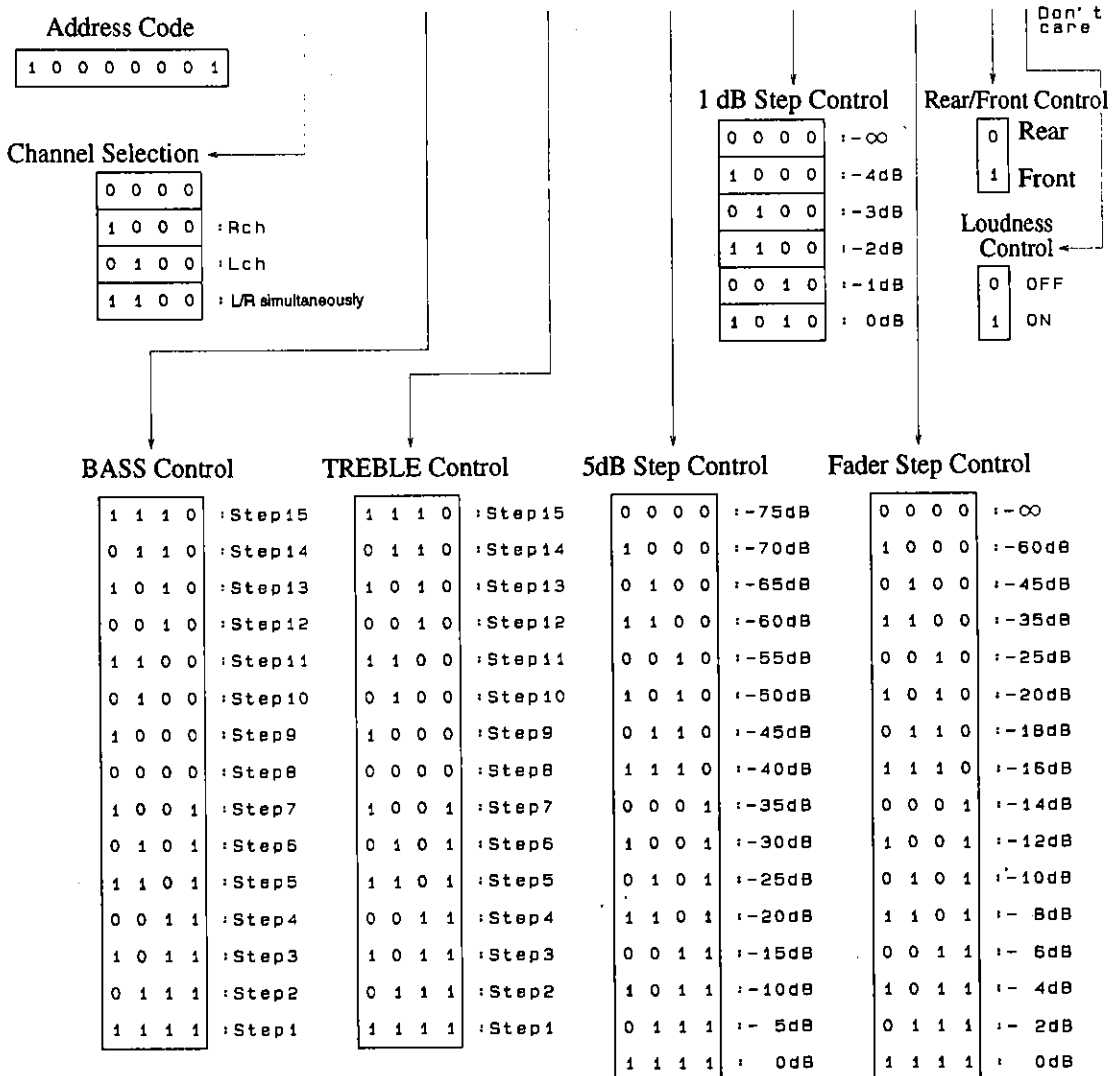 Don't
care
Address Code
1 0 0 0 0 0 0 1
Channel Selection
0 0 0 0
1 0 0 0 :Rch
0 1 0 0 :Lch
1 1 0 0 : L/R simultaneously
1 dB Step Control
0 0 0 0 :-∞
1 0 0 0 :-4dB
0 1 0 0 :-3dB
1 1 0 0 :-2dB
0 0 1 0 :-1dB
1 0 1 0 : 0dB
Rear/Front Control
0 Rear
1 Front
Loudness
Control
0 OFF
1 ON
BASS Control
1 1 1 0 :Step15
0 1 1 0 :Step14
1 0 1 0 :Step13
0 0 1 0 :Step12
1 1 0 0 :Step11
0 1 0 0 :Step10
1 0 0 0 :Step9
0 0 0 0 :Step8
1 0 0 1 :Step7
0 1 0 1 :Step6
1 1 0 1 :Step5
0 0 1 1 :Step4
1 0 1 1 :Step3
0 1 1 1 :Step2
1 1 1 1 :Step1
TREBLE Control
1 1 1 0 :Step15
0 1 1 0 :Step14
1 0 1 0 :Step13
0 0 1 0 :Step12
1 1 0 0 :Step11
0 1 0 0 :Step10
1 0 0 0 :Step9
0 0 0 0 :Step8
1 0 0 1 :Step7
0 1 0 1 :Step6
1 1 0 1 :Step5
0 0 1 1 :Step4
1 0 1 1 :Step3
0 1 1 1 :Step2
1 1 1 1 :Step1
5dB Step Control
0 0 0 0 :-75dB
1 0 0 0 :-70dB
0 1 0 0 :-65dB
1 1 0 0 :-60dB
0 0 1 0 :-55dB
1 0 1 0 :-50dB
0 1 1 0 :-45dB
1 1 1 0 :-40dB
0 0 0 1 :-35dB
1 0 0 1 :-30dB
0 1 0 1 :-25dB
1 1 0 1 :-20dB
0 0 1 1 :-15dB
1 0 1 1 :-10dB
0 1 1 1 :- 5dB
1 1 1 1 : 0dB
Fader Step Control
0 0 0 0 :-∞
1 0 0 0 :-60dB
0 1 0 0 :-45dB
1 1 0 0 :-35dB
0 0 1 0 :-25dB
1 0 1 0 :-20dB
0 1 1 0 :-18dB
1 1 1 0 :-16dB
0 0 0 1 :-14dB
1 0 0 1 :-12dB
0 1 0 1 :-10dB
1 1 0 1 :- 8dB
0 0 1 1 :- 6dB
1 0 1 1 :- 4dB
0 1 1 1 :- 2dB
1 1 1 1 : 0dB